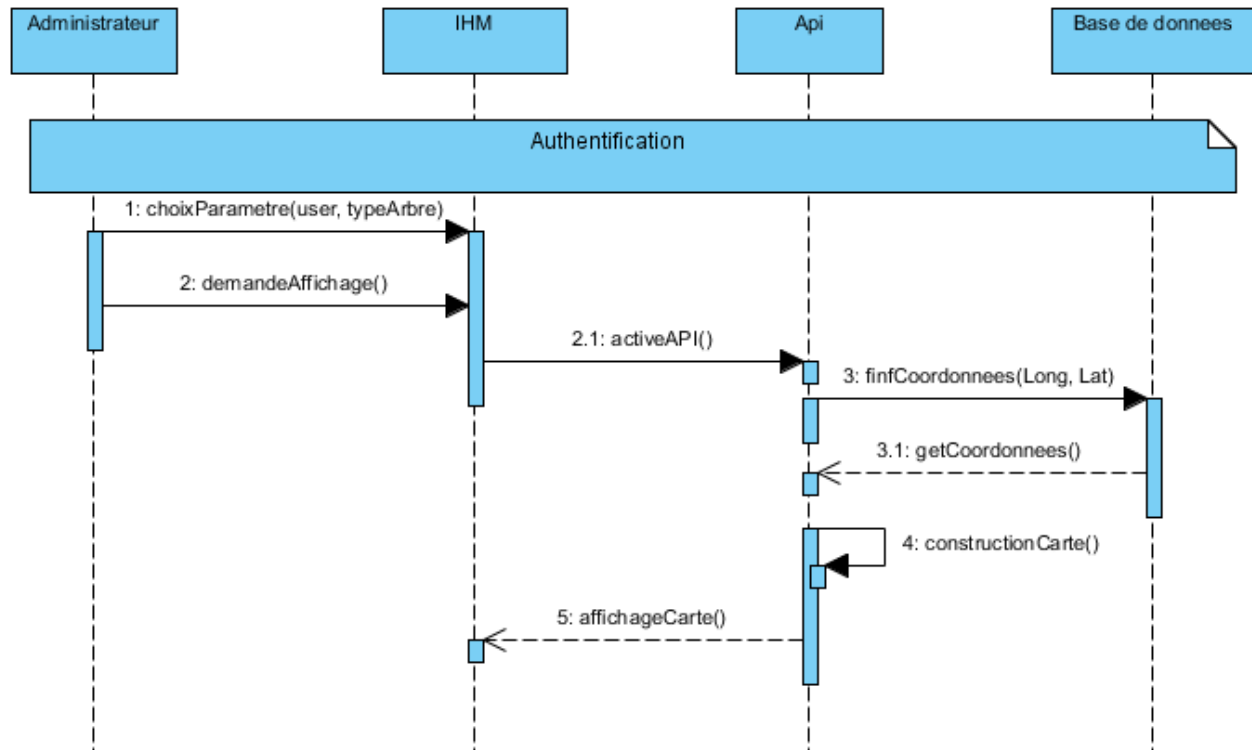 Administrateur
IHM
Api
Base de donnees
Authentification
1: choixParametre(user, typeArbre)
2: demandeAffichage()
2.1: activeAPI()
3: finfCoordonnees(Long, Lat)
3.1: getCoordonnees()
4: constructionCarte()
5: affichageCarte()